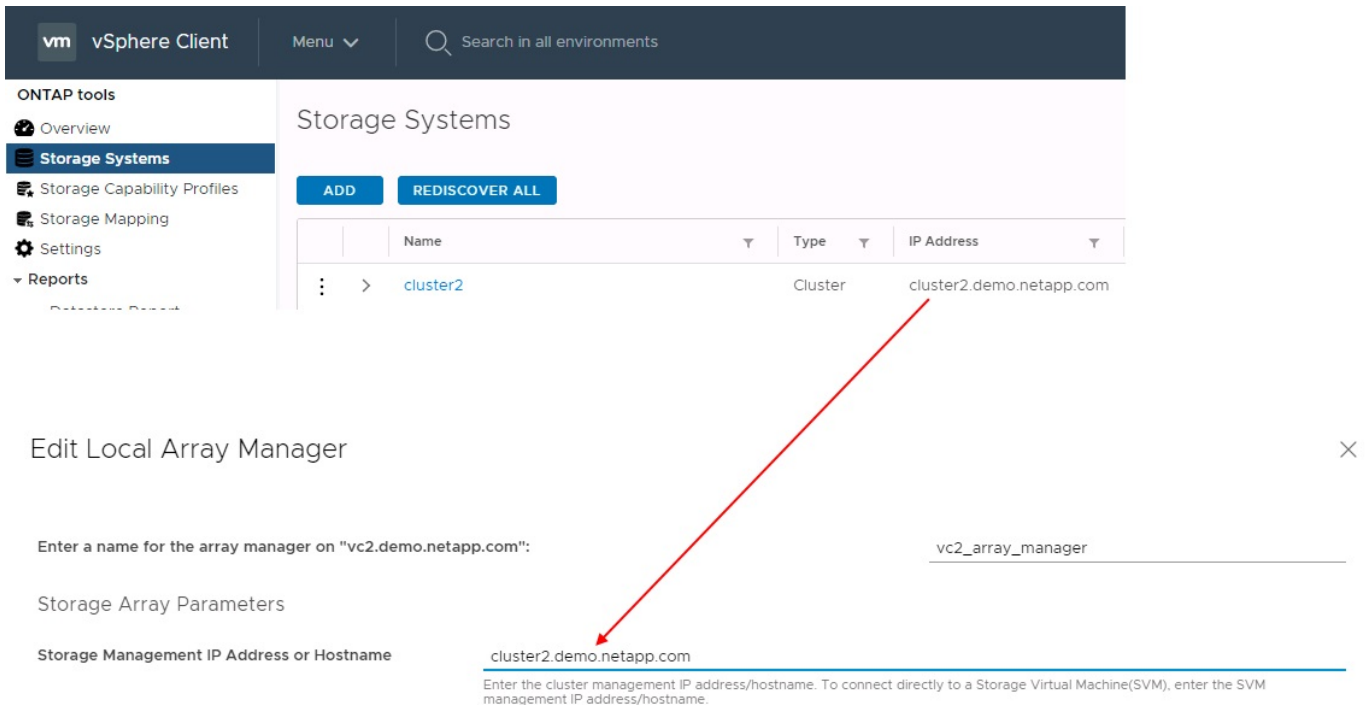 vm vSphere Client Menu Search in all environments
ONTAP tools
Overview
Storage Systems
Storage Capability Profiles
Storage Mapping
Settings
Reports
Datastore Report
Storage Systems
ADD REDISCOVER ALL
Name Type IP Address
cluster2 Cluster cluster2.demo.netapp.com
Edit Local Array Manager
Enter a name for the array manager on "vc2.demo.netapp.com": vc2_array_manager
Storage Array Parameters
Storage Management IP Address or Hostname cluster2.demo.netapp.com
Enter the cluster management IP address/hostname. To connect directly to a Storage Virtual Machine(SVM), enter the SVM
management IP address/hostname.